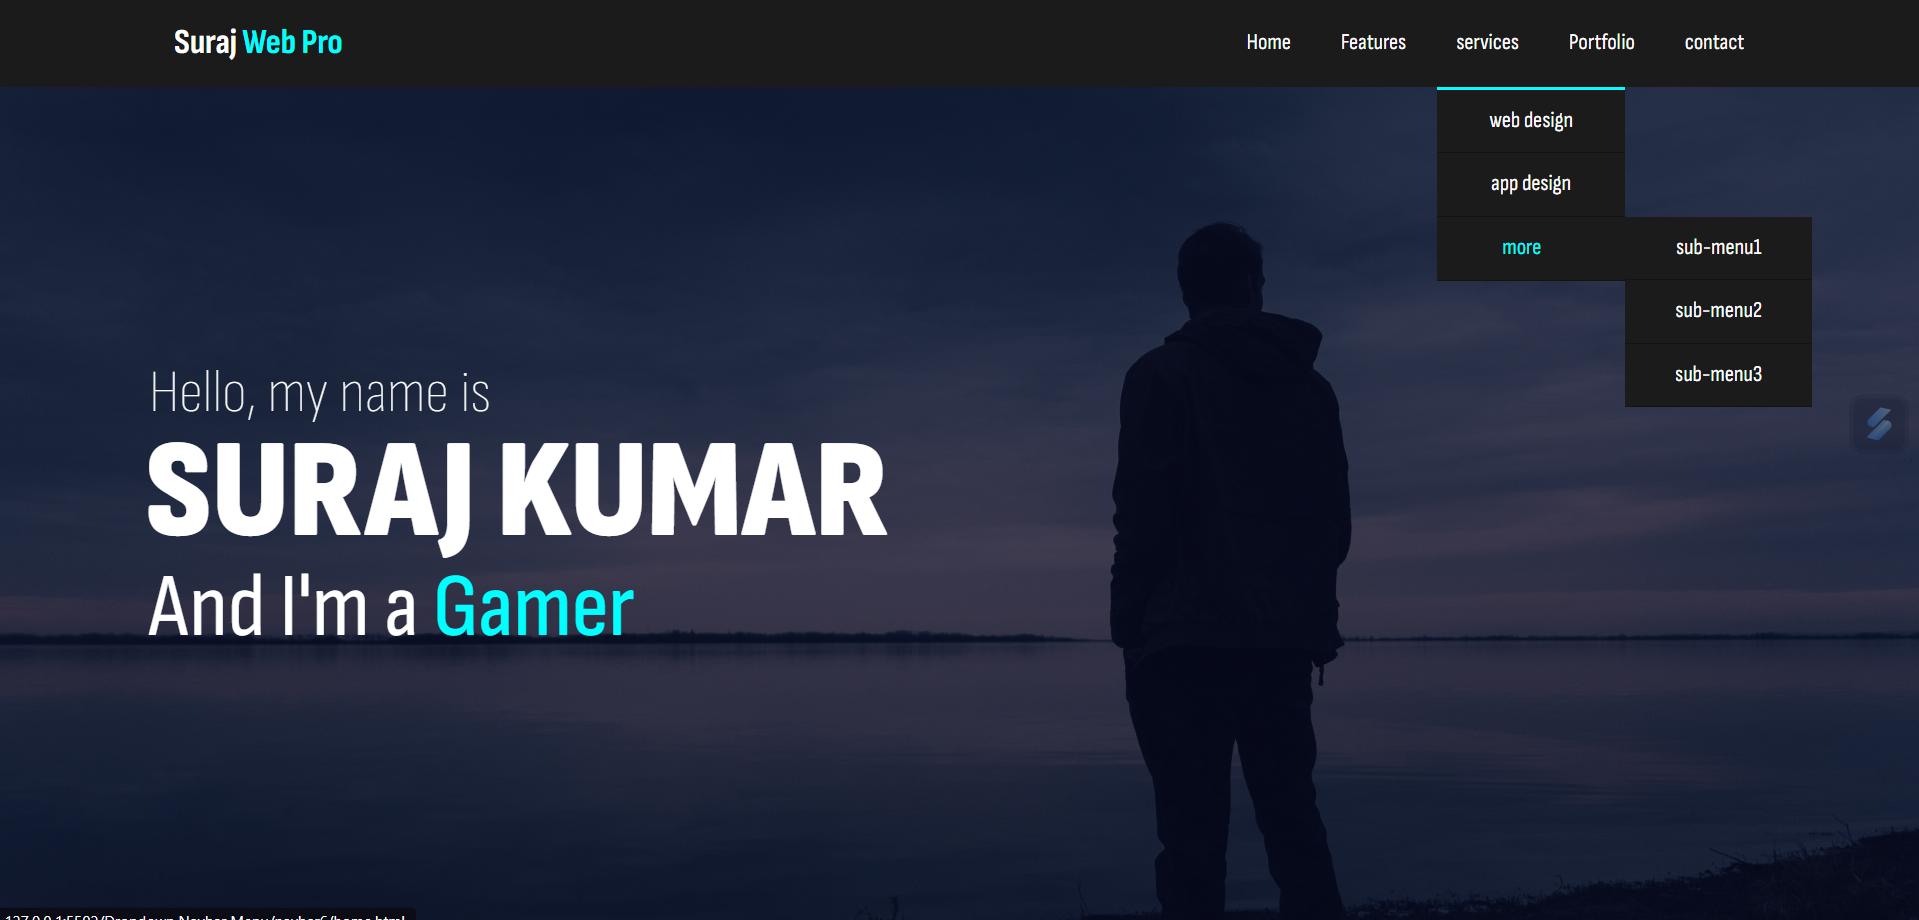 Suraj Web Pro
Home Features services Portfolio contact
web design
app design
more
sub-menu1
sub-menu2
sub-menu3
Hello, my name is
SURAJ KUMAR
And I'm a Gamer